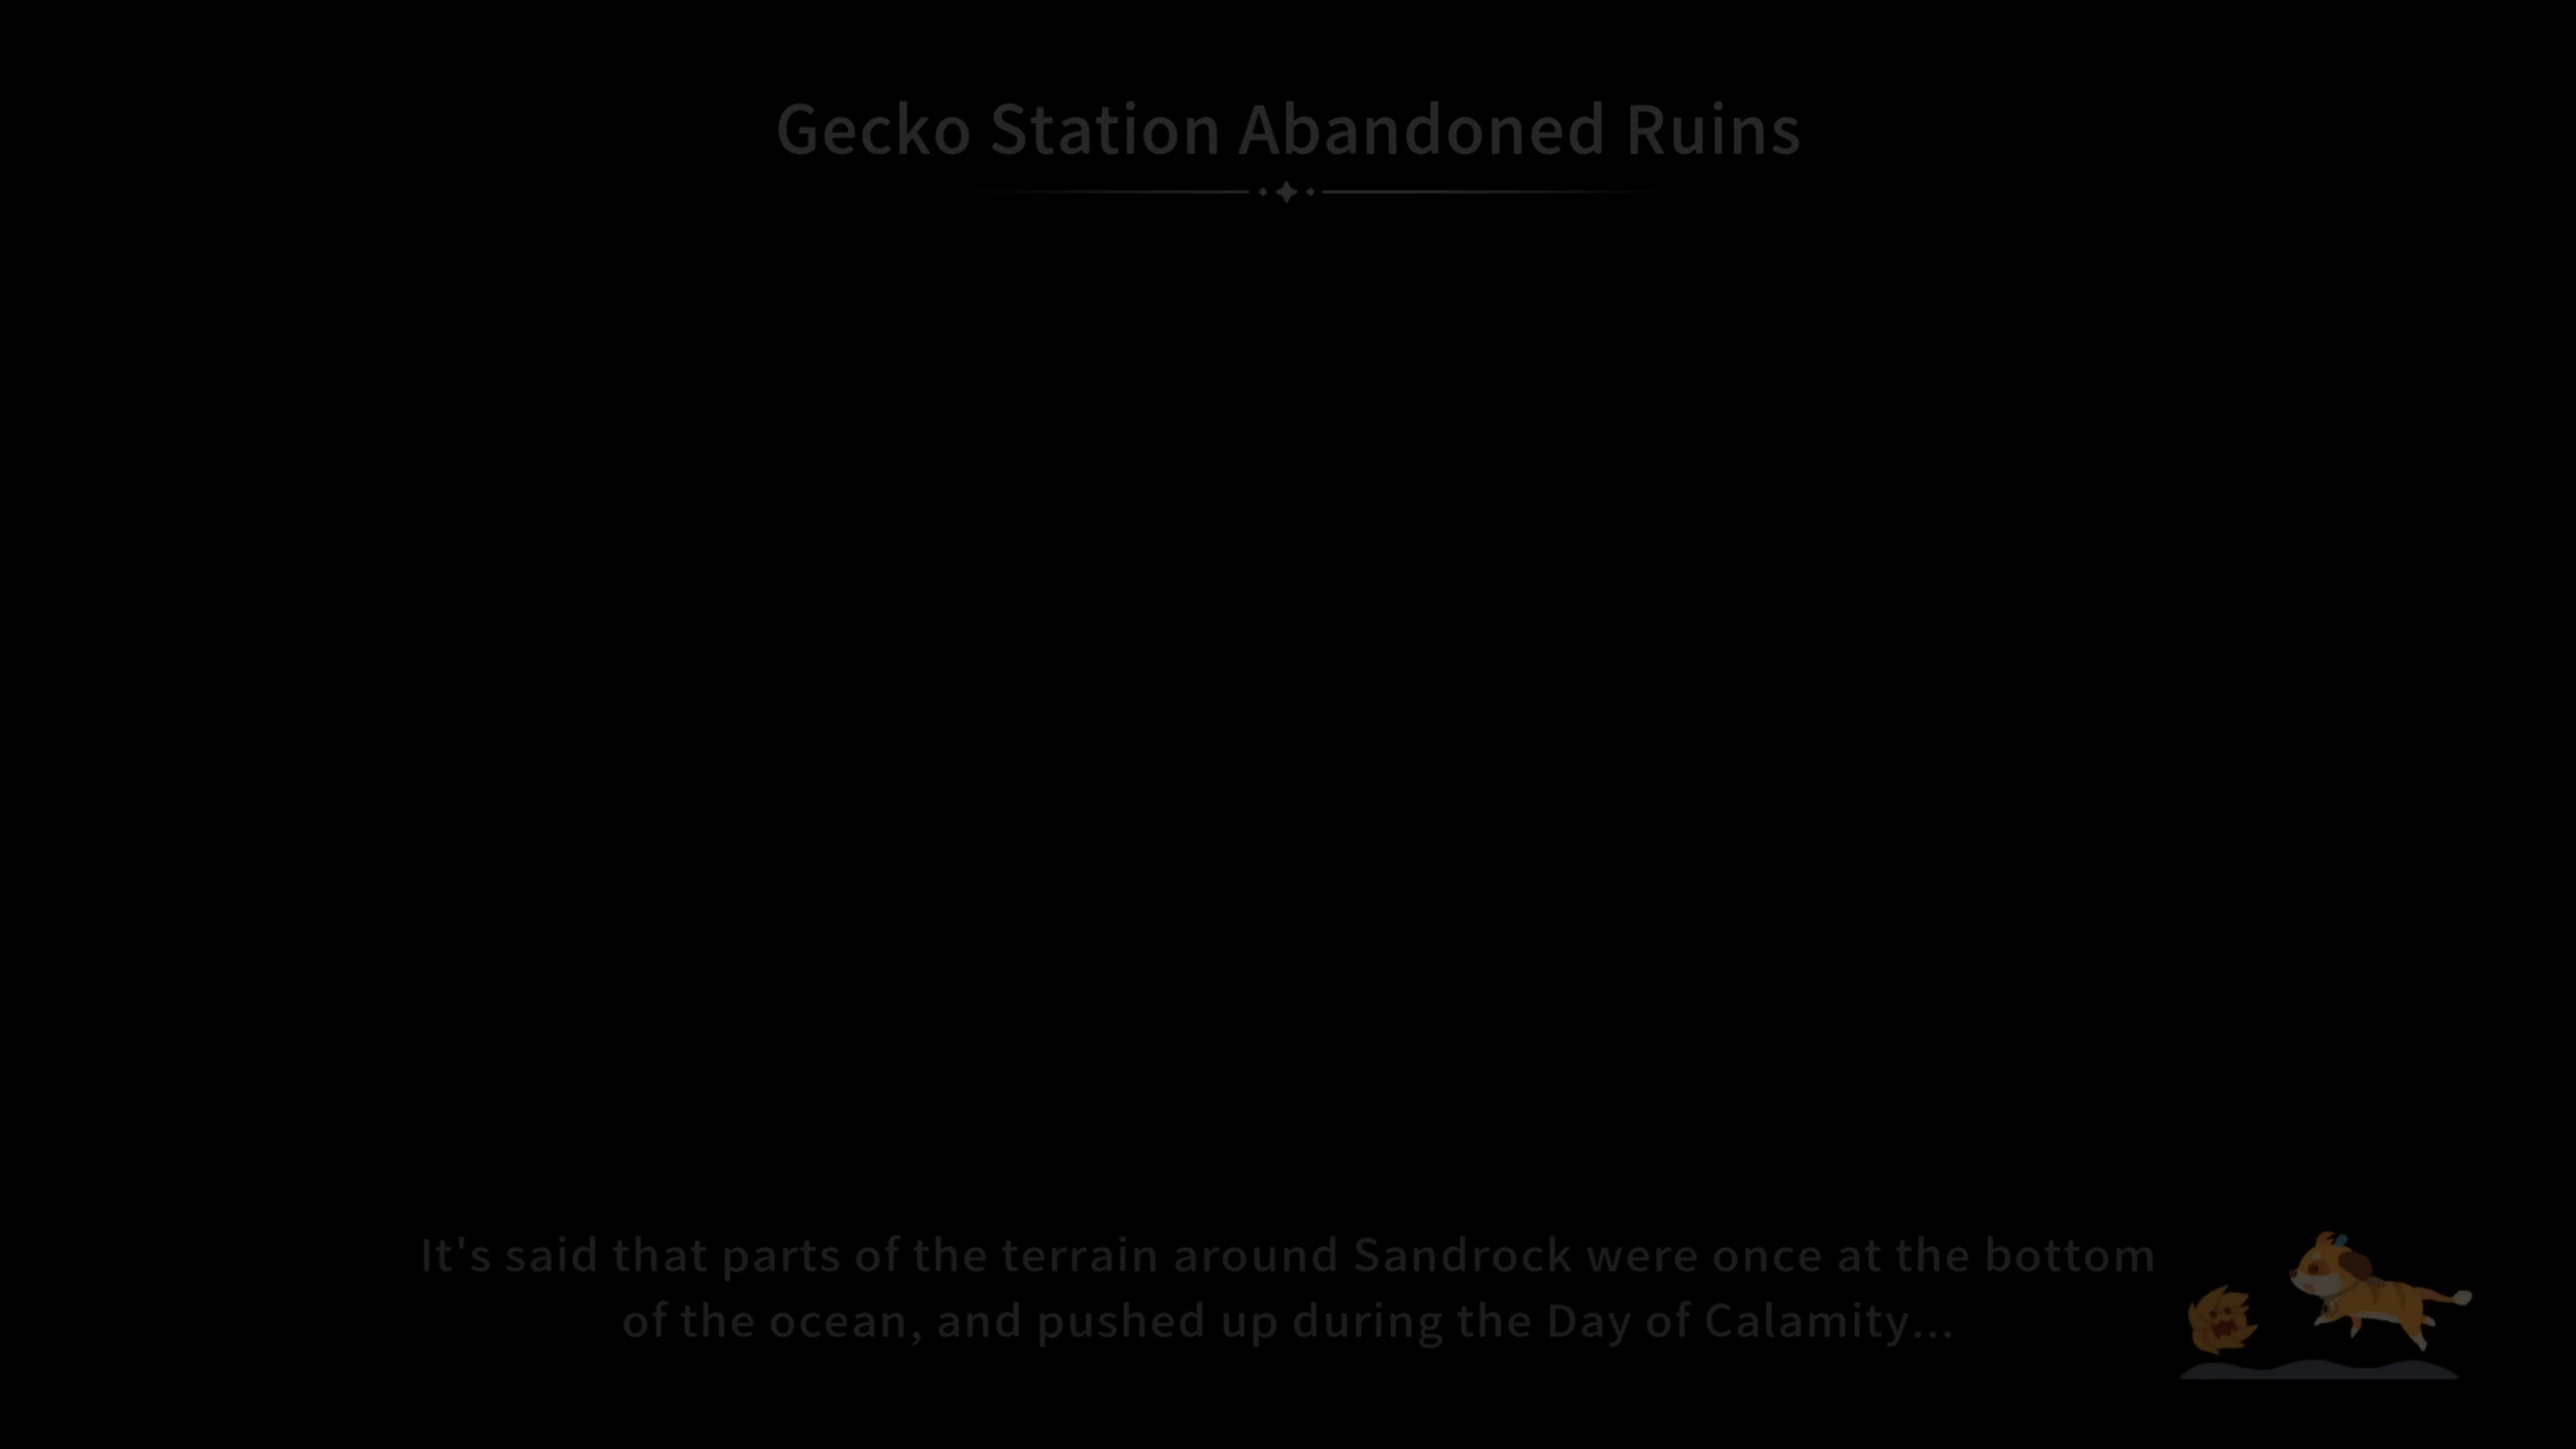 Gecko Station Abandoned Ruins
It's said that parts of the terrain around Sandrock were once at the bottom
of the ocean, and pushed up during the Day of Calamity...